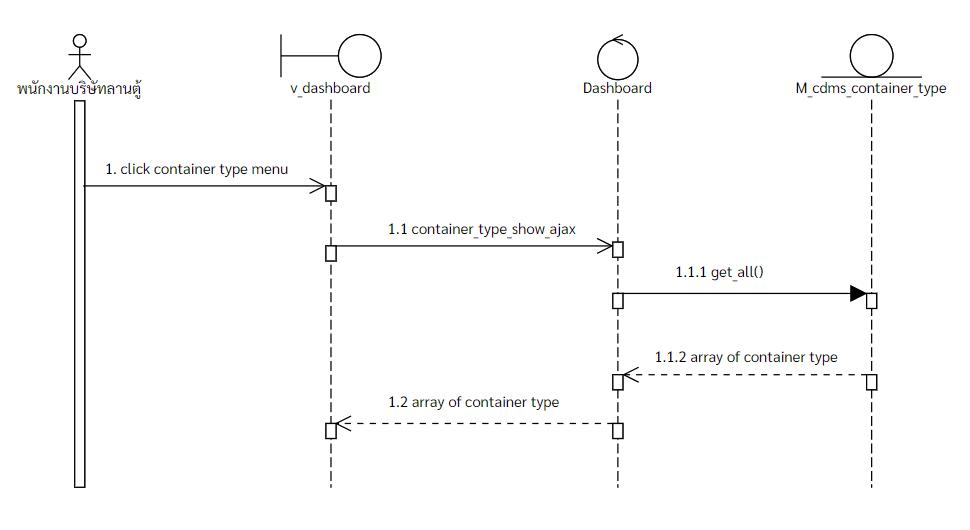 พนักงานบริษัทลานตู้
v_dashboard
Dashboard
M_cdms_container_type
1. click container type menu
1.1 container_type_show_ajax
1.1.1 get_all()
1.1.2 array of container type
1.2 array of container type